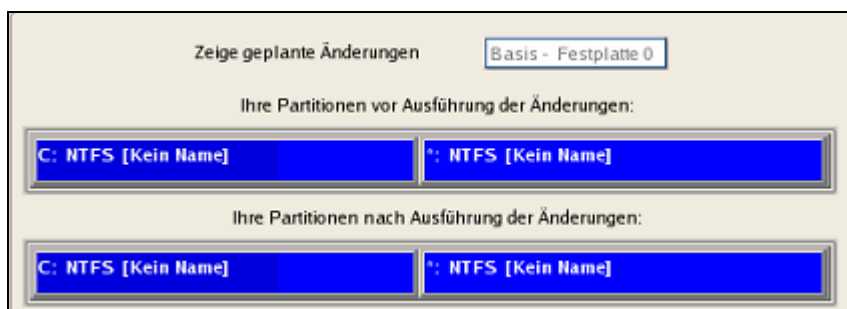 Zeige geplante Änderungen Basis - Festplatte 0
Ihre Partitionen vor Ausführung der Änderungen:
C: NTFS [Kein Name] *: NTFS [Kein Name]
Ihre Partitionen nach Ausführung der Änderungen:
C: NTFS [Kein Name] *: NTFS [Kein Name]